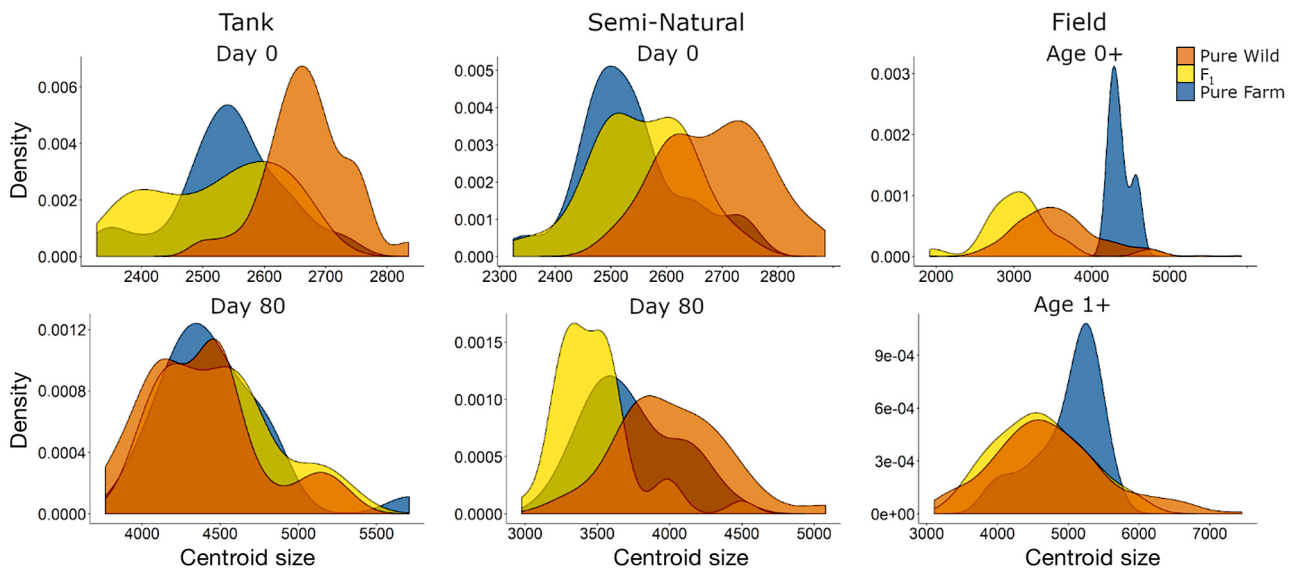 Tank
Semi-Natural
Field
Day 0
Day 0
Age 0+
Pure Wild
F1
Pure Farm
Density
0.006
0.004
0.002
0.000
2400 2500 2600 2700 2800
0.005
0.004
0.003
0.002
0.001
0.000
2300 2400 2500 2600 2700 2800
0.003
0.002
0.001
0.000
2000 3000 4000 5000
Day 80
Day 80
Age 1+
Density
0.0012
0.0008
0.0004
0.0000
4000 4500 5000 5500
Centroid size
0.0015
0.0010
0.0005
0.0000
3000 3500 4000 4500 5000
Centroid size
9e-04
6e-04
3e-04
0e+00
3000 4000 5000 6000 7000
Centroid size